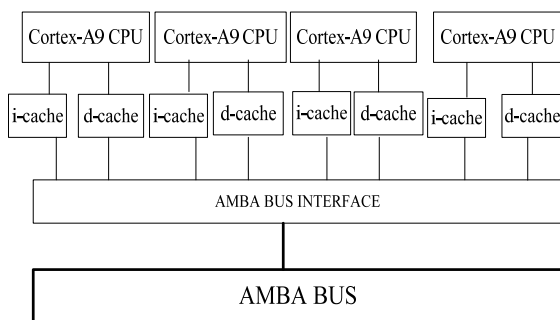 Cortex-A9 CPU Cortex-A9 CPU Cortex-A9 CPU Cortex-A9 CPU
i-cache d-cache i-cache d-cache i-cache d-cache i-cache d-cache
AMBA BUS INTERFACE
AMBA BUS